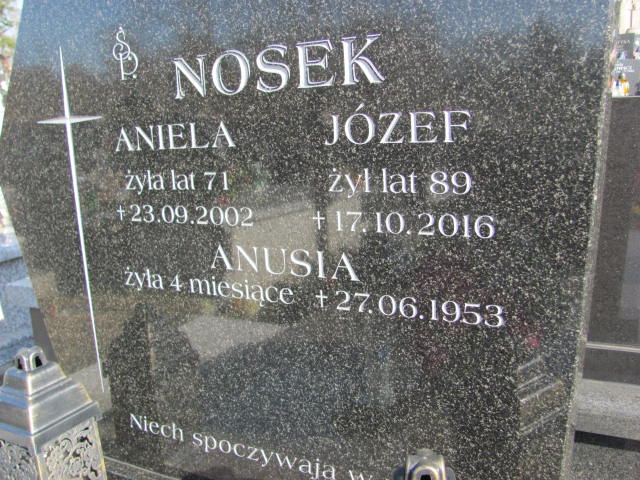 ŚP.
NOSEK
ANIELA JÓZEF
żyła lat 71 żył lat 89
+23.09.2002 +17.10.2016
ANUSIA
żyła 4 miesiące +27.06.1953
Niech spoczywają w